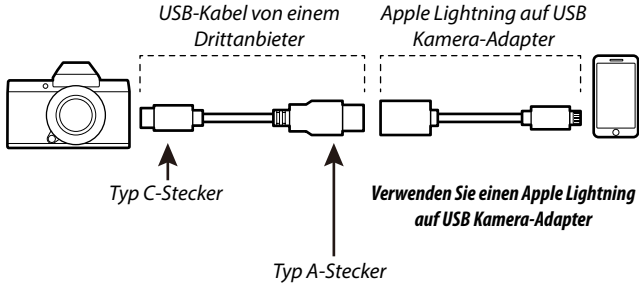 USB-Kabel von einem
Drittanbieter
Apple Lightning auf USB
Kamera-Adapter
Typ C-Stecker
Verwenden Sie einen Apple Lightning
auf USB Kamera-Adapter
Typ A-Stecker